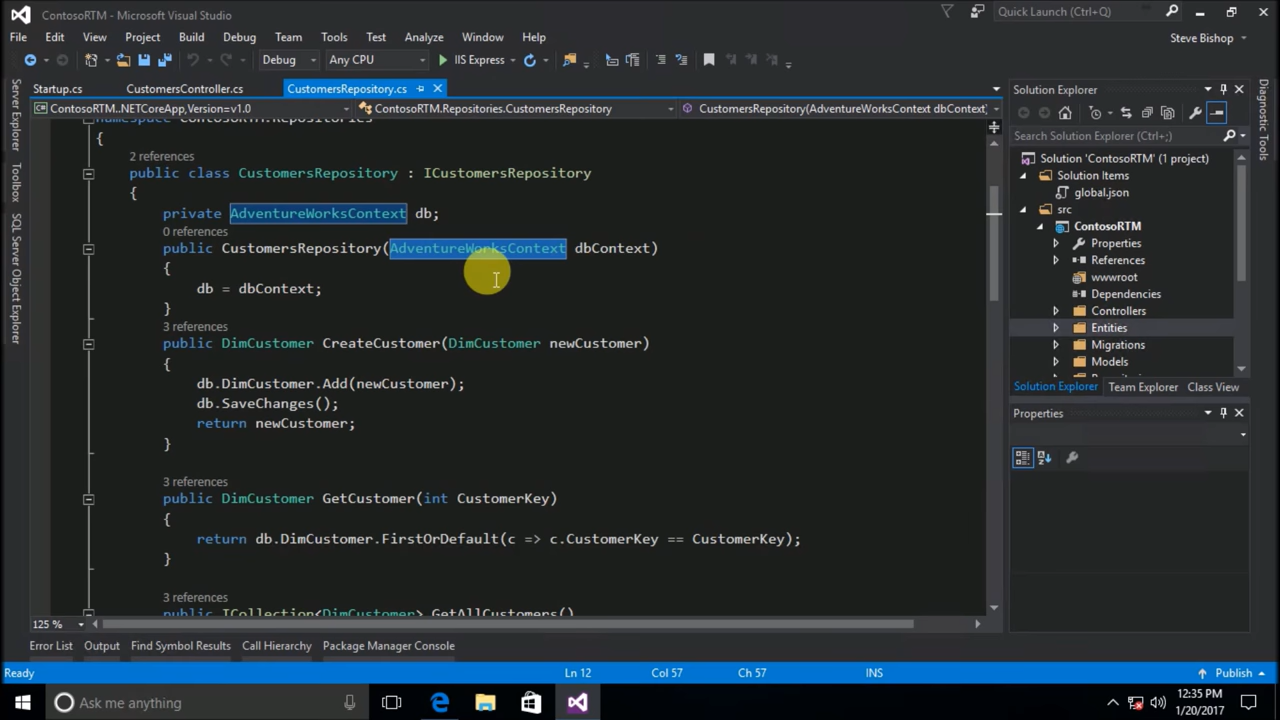 ContosoRTM - Microsoft Visual Studio
Quick Launch (Ctrl+Q)
File Edit View Project Build Debug Team Tools Test Analyze Window Help
Steve Bishop
Debug Any CPU IIS Express
Startup.cs CustomersController.cs CustomersRepository.cs
ContosoRTM..NETCoreApp,Version=v1.0 ContosoRTM.Repositories.CustomersRepository CustomersRepository(AdventureWorksContext dbContext)
Server Explorer
Toolbox
SQL Server Object Explorer
namespace ContosoRTM.Repositories
{
2 references
public class CustomersRepository : ICustomersRepository
{
private AdventureWorksContext db;
0 references
public CustomersRepository(AdventureWorksContext dbContext)
{
db = dbContext;
}
3 references
public DimCustomer CreateCustomer(DimCustomer newCustomer)
{
db.DimCustomer.Add(newCustomer);
db.SaveChanges();
return newCustomer;
}
3 references
public DimCustomer GetCustomer(int CustomerKey)
{
return db.DimCustomer.FirstOrDefault(c => c.CustomerKey == CustomerKey);
}
3 references
public ICollection<DimCustomer> GetAllCustomers()
125 %
Solution Explorer
Search Solution Explorer (Ctrl+;)
Solution 'ContosoRTM' (1 project)
Solution Items
global.json
src
ContosoRTM
Properties
References
wwwroot
Dependencies
Controllers
Entities
Migrations
Models
Solution Explorer Team Explorer Class View
Properties
Diagnostic Tools
Error List Output Find Symbol Results Call Hierarchy Package Manager Console
Ready Ln 12 Col 57 Ch 57 INS Publish
Ask me anything
12:35 PM
1/20/2017